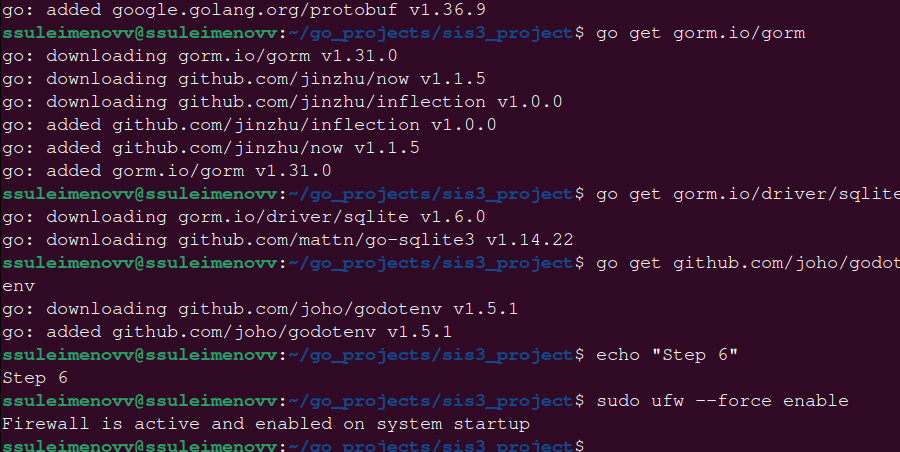 go: added google.golang.org/protobuf v1.36.9
ssuleimenovv@ssuleimenovv:~/go_projects/sis3_project$ go get gorm.io/gorm
go: downloading gorm.io/gorm v1.31.0
go: downloading github.com/jinzhu/now v1.1.5
go: downloading github.com/jinzhu/inflection v1.0.0
go: added github.com/jinzhu/inflection v1.0.0
go: added github.com/jinzhu/now v1.1.5
go: added gorm.io/gorm v1.31.0
ssuleimenovv@ssuleimenovv:~/go_projects/sis3_project$ go get gorm.io/driver/sqlite
go: downloading gorm.io/driver/sqlite v1.6.0
go: downloading github.com/mattn/go-sqlite3 v1.14.22
ssuleimenovv@ssuleimenovv:~/go_projects/sis3_project$ go get github.com/joho/godot
env
go: downloading github.com/joho/godotenv v1.5.1
go: added github.com/joho/godotenv v1.5.1
ssuleimenovv@ssuleimenovv:~/go_projects/sis3_project$ echo "Step 6"
Step 6
ssuleimenovv@ssuleimenovv:~/go_projects/sis3_project$ sudo ufw --force enable
Firewall is active and enabled on system startup
ssuleimenovv@ssuleimenovv:~/go_projects/sis3_project$